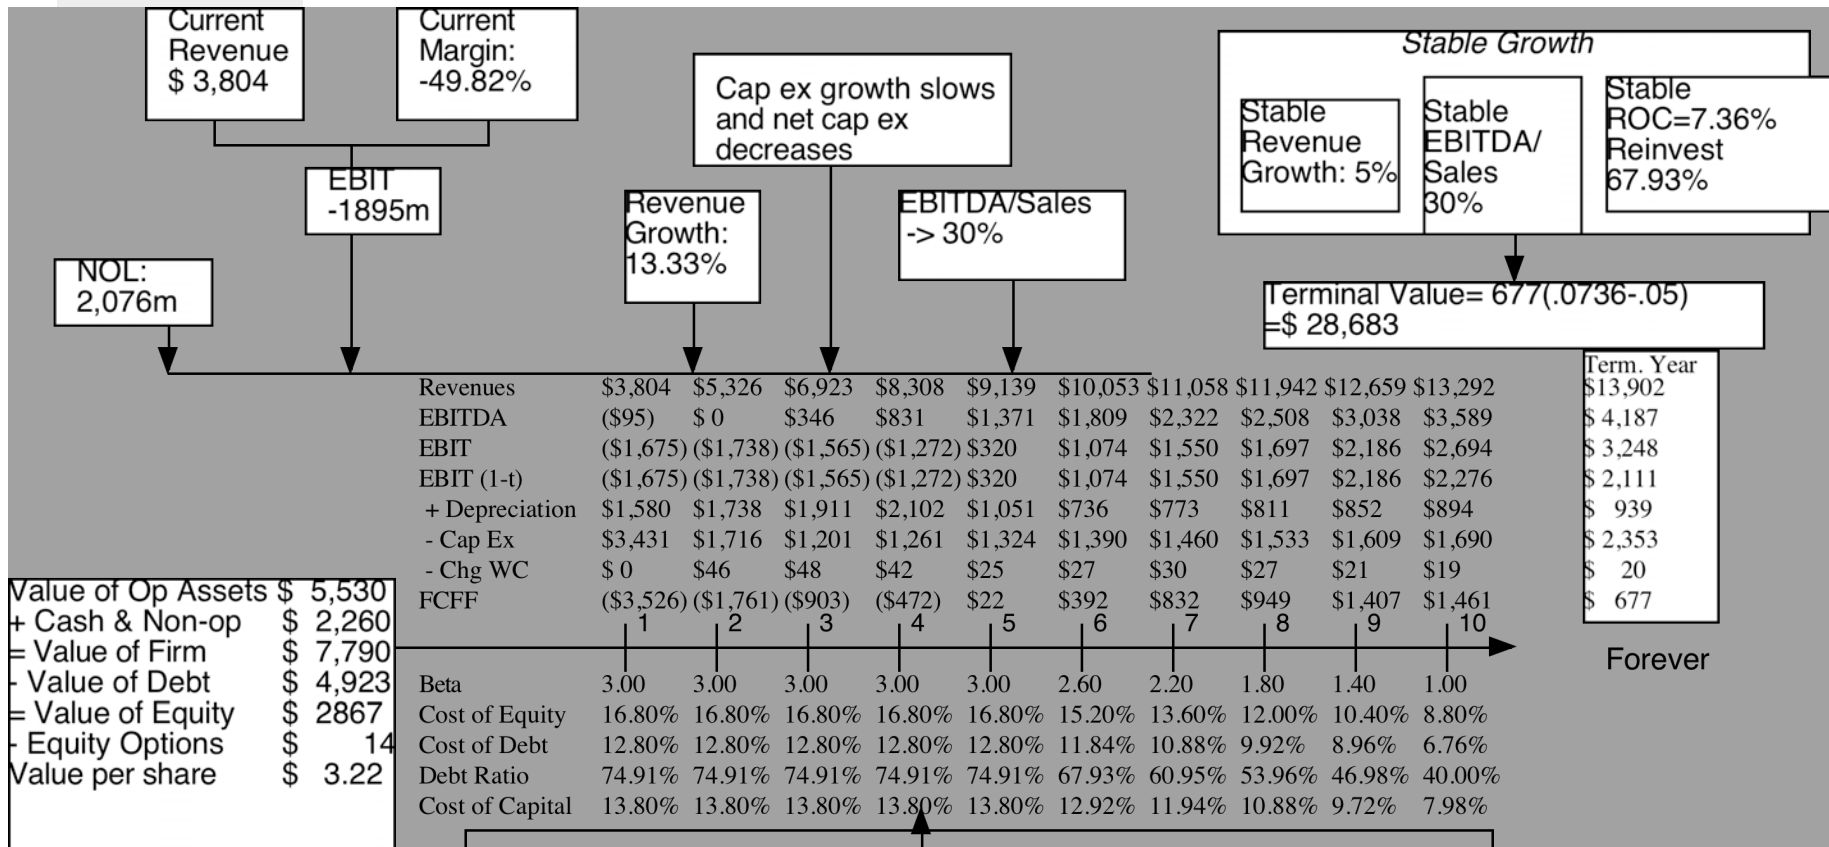 Current
Revenue
$ 3,804
Current
Margin:
-49.82%
Stable Growth
Cap ex growth slows
and net cap ex
decreases
Stable
Revenue
Growth: 5%
Stable
EBITDA/
Sales
30%
Stable
ROC=7.36%
Reinvest
67.93%
EBIT
-1895m
Revenue
Growth:
13.33%
EBITDA/Sales
-> 30%
NOL:
2,076m
Terminal Value= 677(.0736-.05)
=$ 28,683
Term. Year
$13,902
$ 4,187
$ 3,248
$ 2,111
$ 939
$ 2,353
$ 20
$ 677
Forever
Revenues $3,804 $5,326 $6,923 $8,308 $9,139 $10,053 $11,058 $11,942 $12,659 $13,292
EBITDA ($95) $ 0 $346 $831 $1,371 $1,809 $2,322 $2,508 $3,038 $3,589
EBIT ($1,675) ($1,738) ($1,565) ($1,272) $320 $1,074 $1,550 $1,697 $2,186 $2,694
EBIT (1-t) ($1,675) ($1,738) ($1,565) ($1,272) $320 $1,074 $1,550 $1,697 $2,186 $2,276
+ Depreciation $1,580 $1,738 $1,911 $2,102 $1,051 $736 $773 $811 $852 $894
- Cap Ex $3,431 $1,716 $1,201 $1,261 $1,324 $1,390 $1,460 $1,533 $1,609 $1,690
- Chg WC $ 0 $46 $48 $42 $25 $27 $30 $27 $21 $19
FCFF ($3,526) ($1,761) ($903) ($472) $22 $392 $832 $949 $1,407 $1,461
1 2 3 4 5 6 7 8 9 10
Beta 3.00 3.00 3.00 3.00 3.00 2.60 2.20 1.80 1.40 1.00
Cost of Equity 16.80% 16.80% 16.80% 16.80% 16.80% 15.20% 13.60% 12.00% 10.40% 8.80%
Cost of Debt 12.80% 12.80% 12.80% 12.80% 12.80% 11.84% 10.88% 9.92% 8.96% 6.76%
Debt Ratio 74.91% 74.91% 74.91% 74.91% 74.91% 67.93% 60.95% 53.96% 46.98% 40.00%
Cost of Capital 13.80% 13.80% 13.80% 13.80% 13.80% 12.92% 11.94% 10.88% 9.72% 7.98%
Value of Op Assets $ 5,530
+ Cash & Non-op $ 2,260
= Value of Firm $ 7,790
- Value of Debt $ 4,923
= Value of Equity $ 2867
- Equity Options $ 14
Value per share $ 3.22